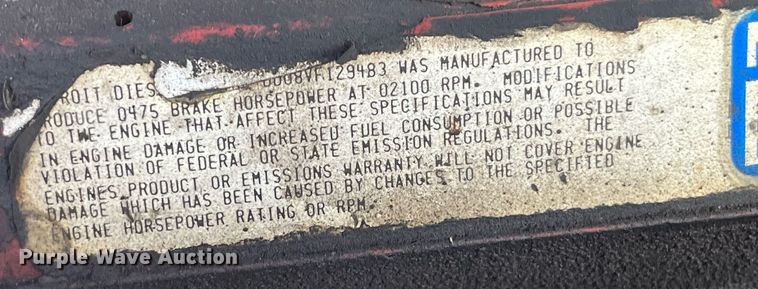 ROIT DIES 008VF129483 WAS MANUFACTURED TO
RODUCE 0475 BRAKE HORSEPOWER AT 02100 RPM. MODIFICATIONS
TO THE ENGINE THAT AFFECT THESE SPECIFICATIONS MAY RESULT
IN ENGINE DAMAGE OR INCREASED FUEL CONSUMPTION OR POSSIBLE
VIOLATION OF FEDERAL OR STATE EMISSION REGULATIONS. THE
ENGINES PRODUCT OR EMISSIONS WARRANTY WILL NOT COVER ENGINE
DAMAGE WHICH HAS BEEN CAUSED BY CHANGES TO THE SPECIFIED
ENGINE HORSEPOWER RATING OR RPM.
Purple Wave Auction